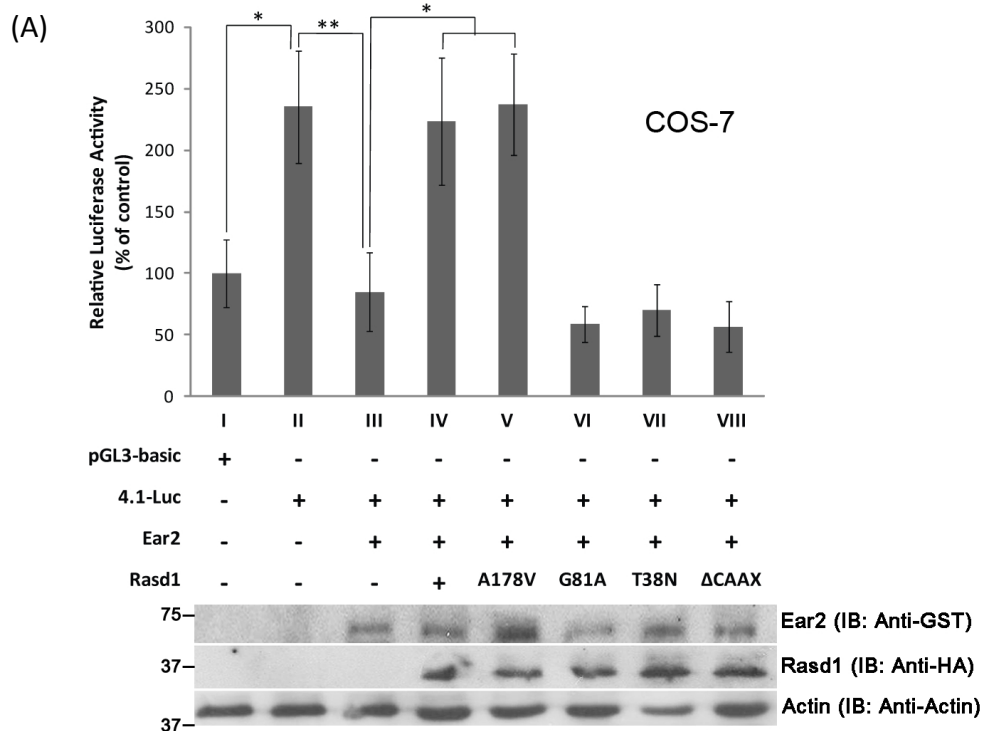 (A)
Relative Luciferase Activity
(% of control)
300
250
200
150
100
50
0
* ** *
COS-7
I II III IV V VI VII VIII
pGL3-basic + - - - - - - -
4.1-Luc - + + + + + + +
Ear2 - - + + + + + +
Rasd1 - - - + A178V G81A T38N ΔCAAX
75
Ear2 (IB: Anti-GST)
37
Rasd1 (IB: Anti-HA)
Actin (IB: Anti-Actin)
37